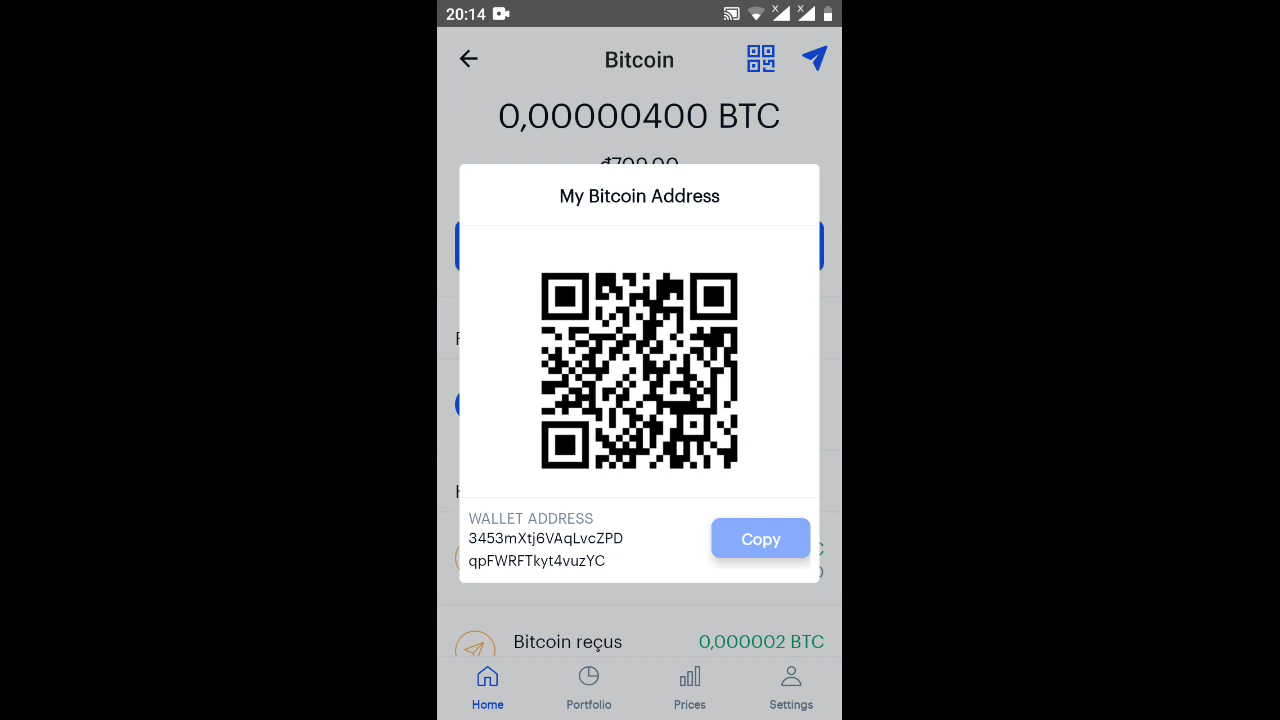 20:14
Bitcoin
0,00000400 BTC
My Bitcoin Address
WALLET ADDRESS
3453mXtj6VAqLvcZPD
qpFWRFTkyt4vuzYC
Copy
Bitcoin reçus
0,000002 BTC
Home
Portfolio
Prices
Settings